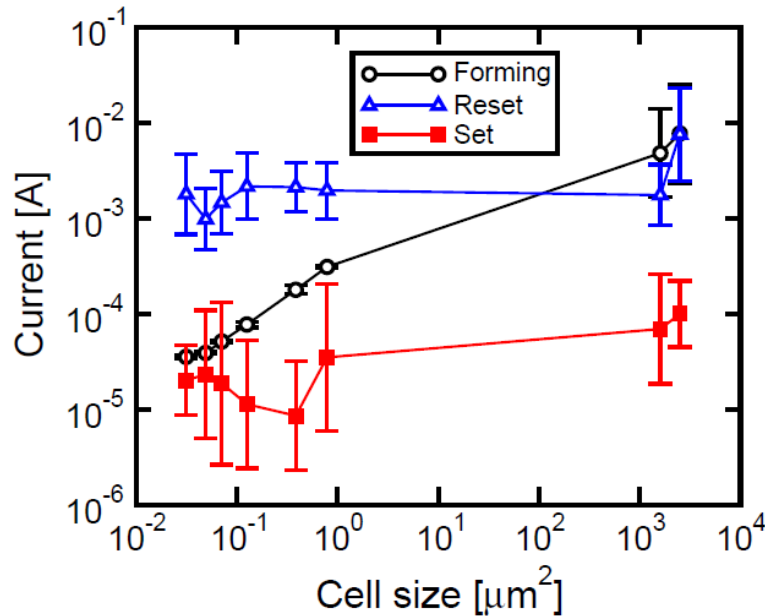 10^-1
10^-2
10^-3
10^-4
10^-5
10^-6
Current [A]
Forming
Reset
Set
10^-2 10^-1 10^0 10^1 10^2 10^3 10^4
Cell size [μm^2]